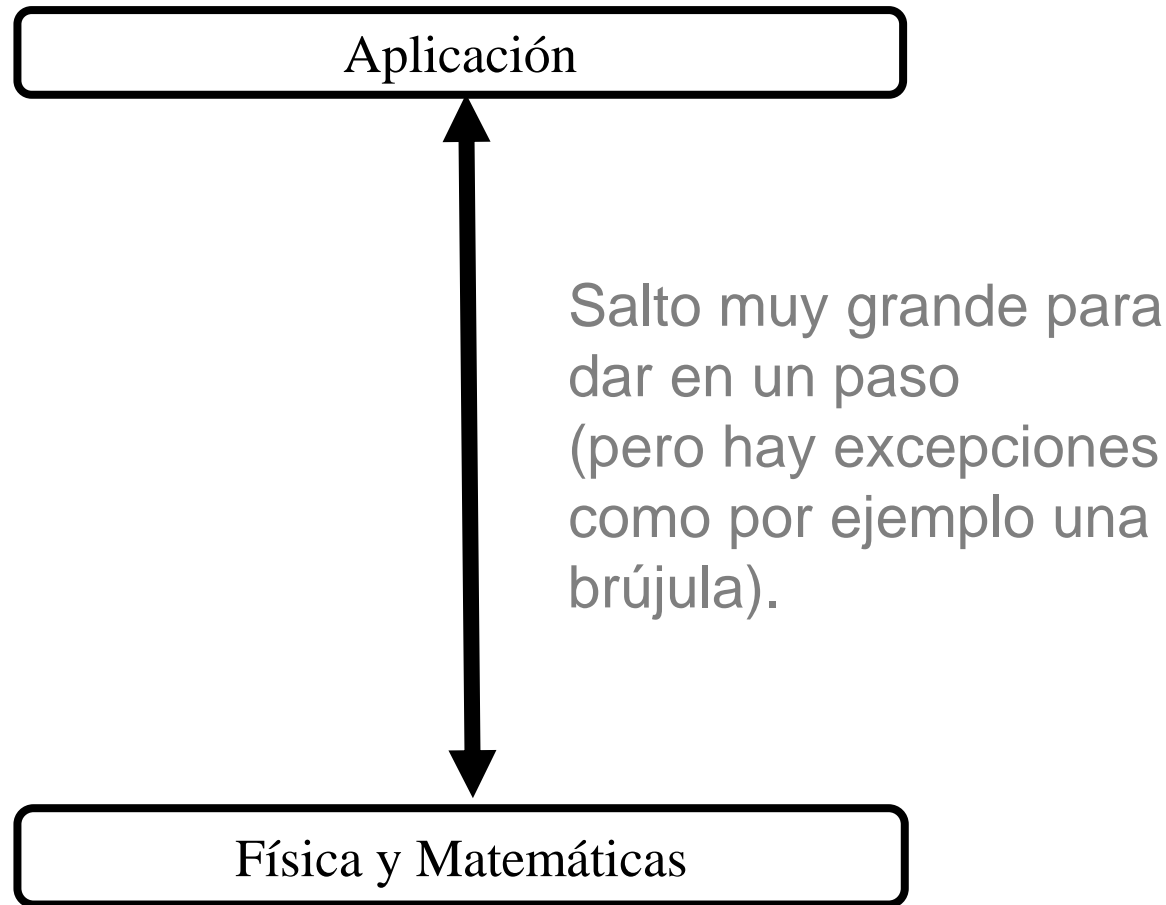 Aplicación
Salto muy grande para
dar en un paso
(pero hay excepciones
como por ejemplo una
brújula).
Física y Matemáticas